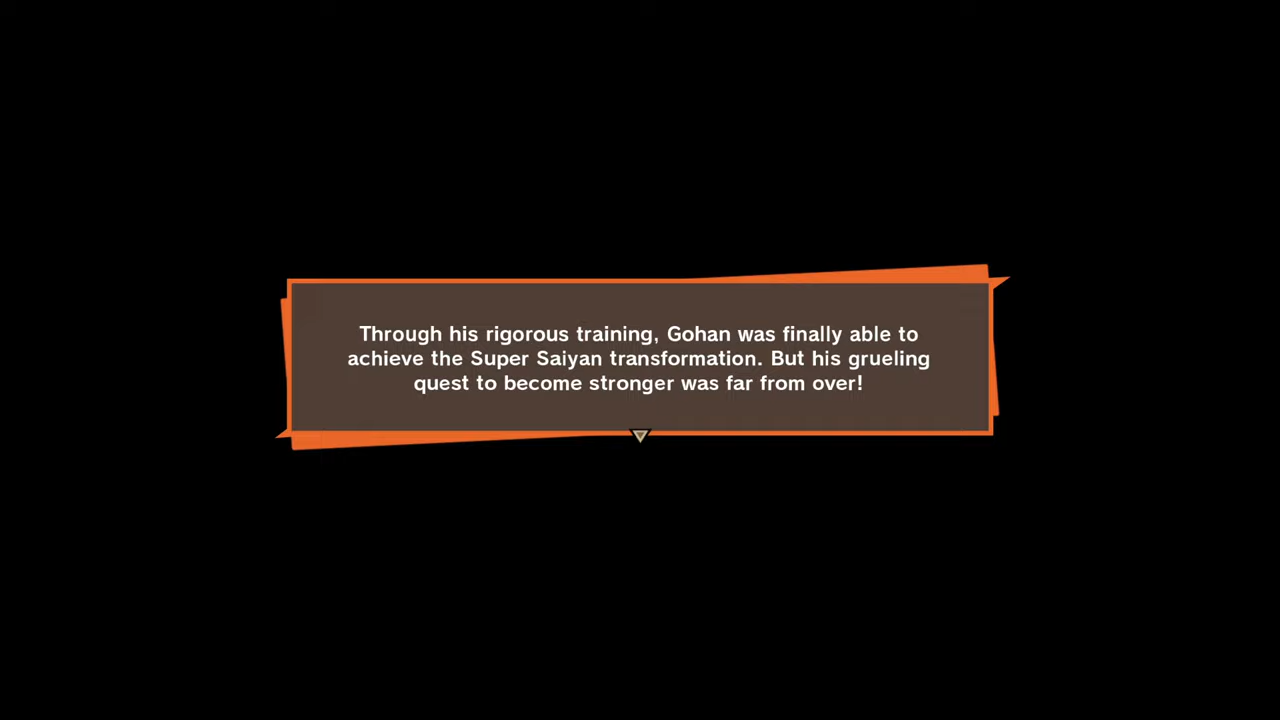 Through his rigorous training, Gohan was finally able to
achieve the Super Saiyan transformation. But his grueling
quest to become stronger was far from over!